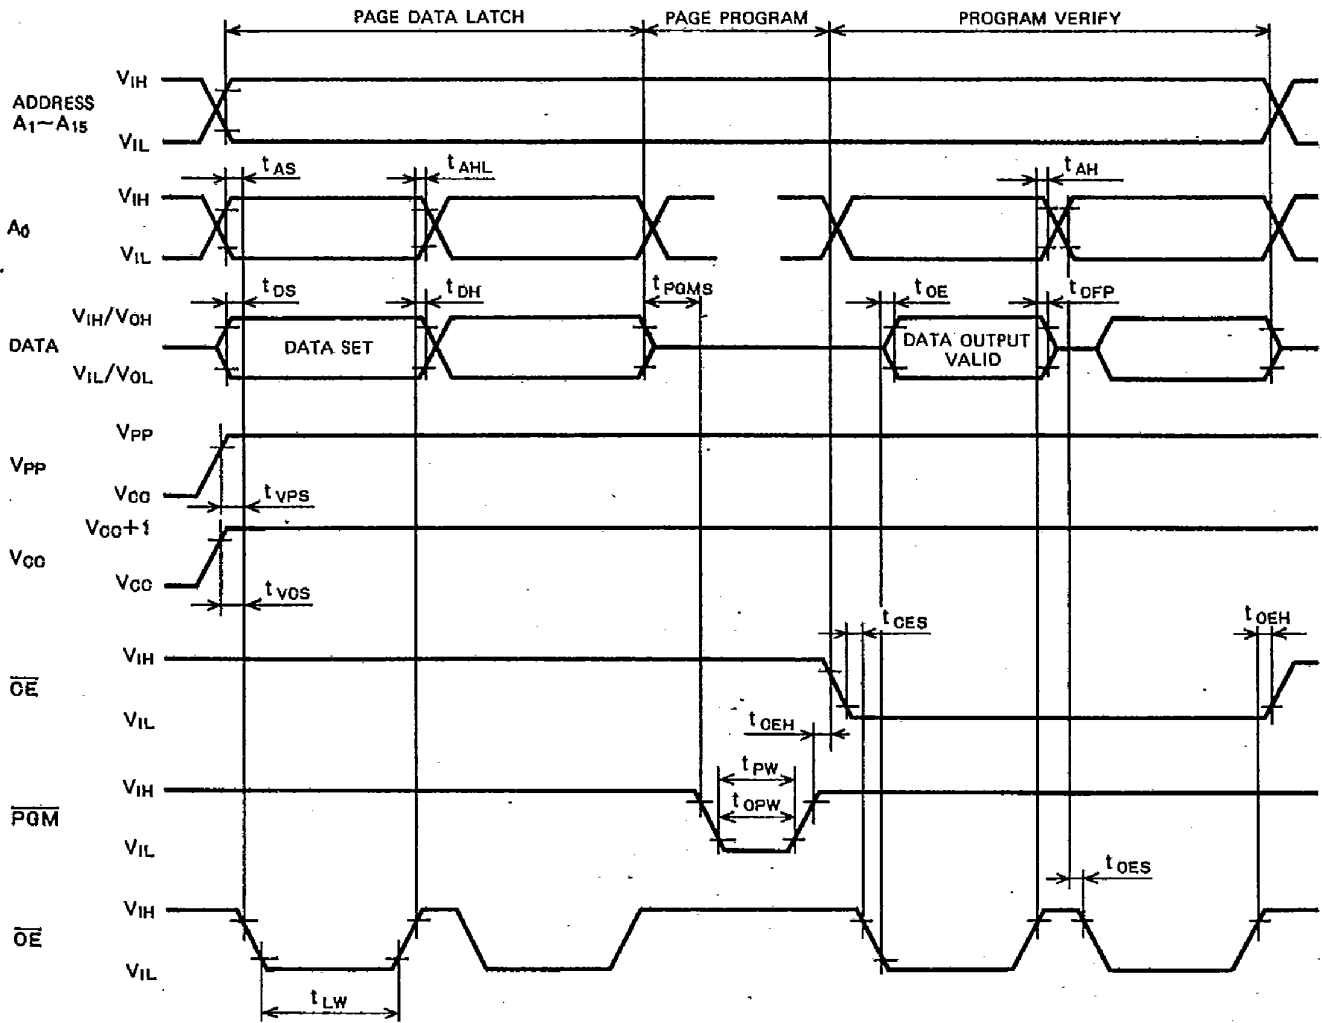 PAGE DATA LATCH PAGE PROGRAM PROGRAM VERIFY
VIH
ADDRESS
A1~A15
VIL
tAS tAHL tAH
VIH
A0
VIL
tDS tDH tPGMS tOE tDFP
VIH/VOH
DATA DATA SET DATA OUTPUT
VALID
VIL/VOL
VPP
VPP
VCC
tVPS
VCC+1
VCC
VCC
tVCS
tCES tOEH
VIH
CE
VIL
tCEH
tPW
VIH
tOPW
PGM
VIL
tOES
VIH
OE
VIL
tLW